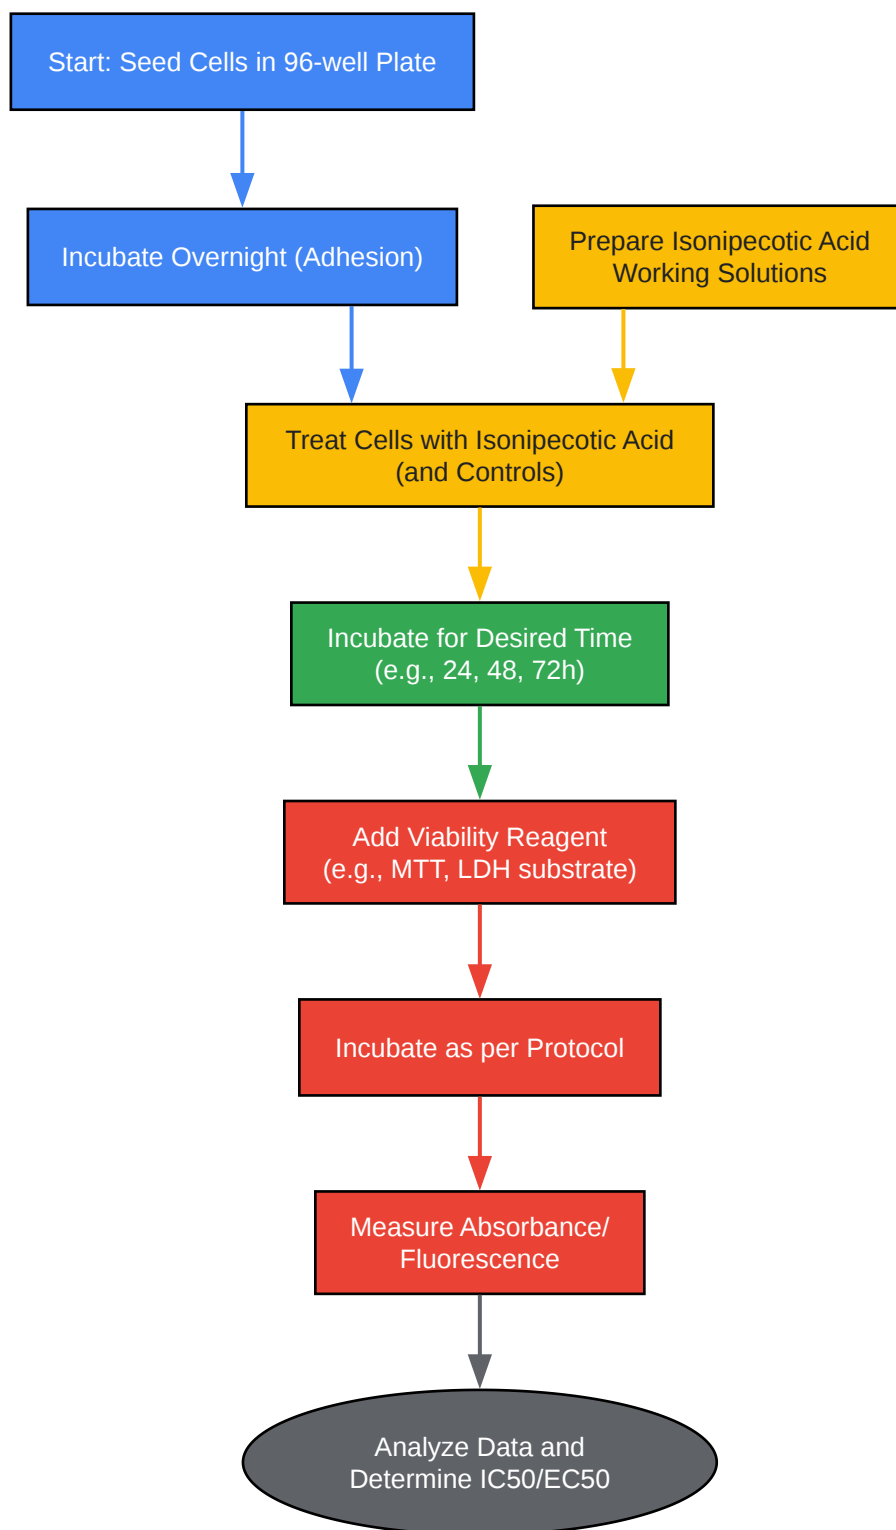 Start: Seed Cells in 96-well Plate
Incubate Overnight (Adhesion)
Prepare Isonipecotic Acid
Working Solutions
Treat Cells with Isonipecotic Acid
(and Controls)
Incubate for Desired Time
(e.g., 24, 48, 72h)
Add Viability Reagent
(e.g., MTT, LDH substrate)
Incubate as per Protocol
Measure Absorbance/
Fluorescence
Analyze Data and
Determine IC50/EC50